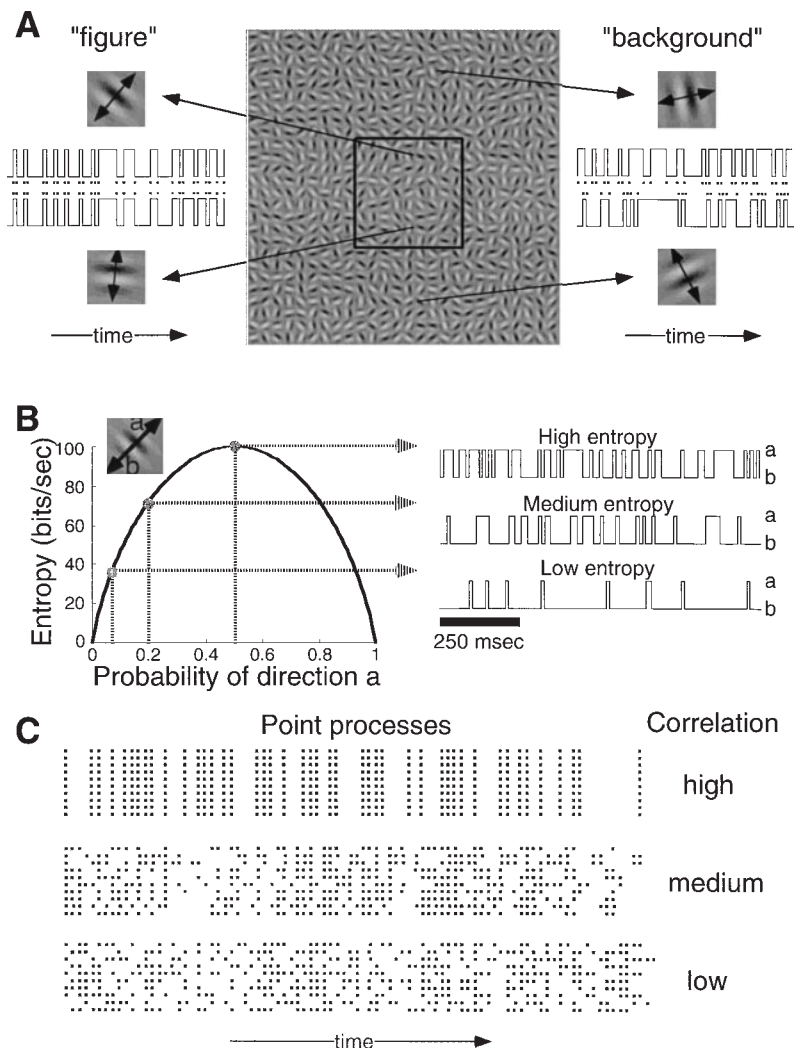 A
"figure"
"background"
time
time
B
a
b
Entropy (bits/sec)
100
80
60
40
20
0
0
0.2
0.4
0.6
0.8
1
Probability of direction a
High entropy
a
b
Medium entropy
a
b
Low entropy
a
b
250 msec
C
Point processes
Correlation
high
medium
low
time